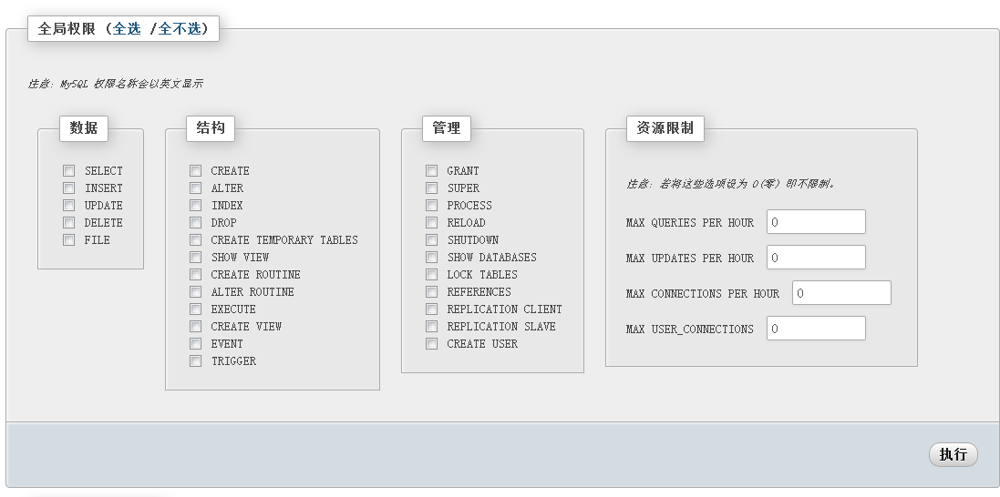 全局权限 (全选 /全不选)
注意: MySQL 权限名称会以英文显示
数据
SELECT
INSERT
UPDATE
DELETE
FILE
结构
CREATE
ALTER
INDEX
DROP
CREATE TEMPORARY TABLES
SHOW VIEW
CREATE ROUTINE
ALTER ROUTINE
EXECUTE
CREATE VIEW
EVENT
TRIGGER
管理
GRANT
SUPER
PROCESS
RELOAD
SHUTDOWN
SHOW DATABASES
LOCK TABLES
REFERENCES
REPLICATION CLIENT
REPLICATION SLAVE
CREATE USER
资源限制
注意: 若将这些选项设为 0(零) 即不限制。
MAX QUERIES PER HOUR 0
MAX UPDATES PER HOUR 0
MAX CONNECTIONS PER HOUR 0
MAX USER_CONNECTIONS 0
执行